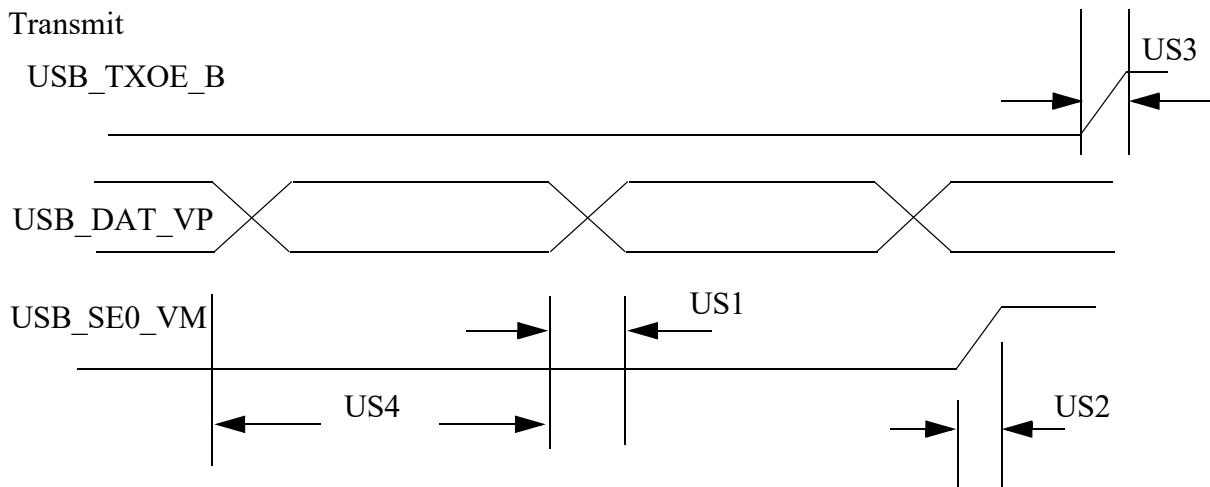 Transmit
US3
USB_TXOE_B
USB_DAT_VP
US1
USB_SE0_VM
US4
US2